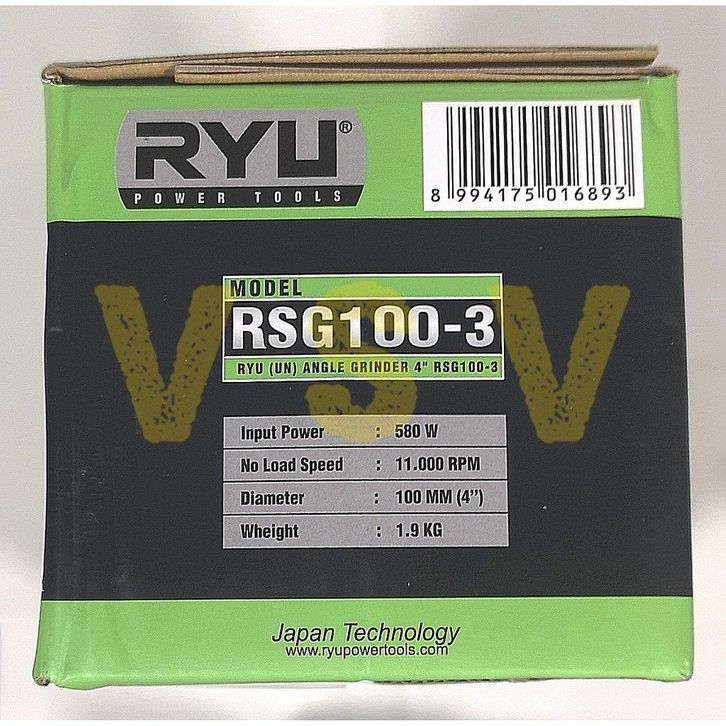 RYU®
POWER TOOLS
8 994175 016893
MODEL
RSG100-3
RYU (UN) ANGLE GRINDER 4" RSG100-3
VSV
Input Power : 580 W
No Load Speed : 11.000 RPM
Diameter : 100 MM (4”)
Wheight : 1.9 KG
Japan Technology
www.ryupowertools.com